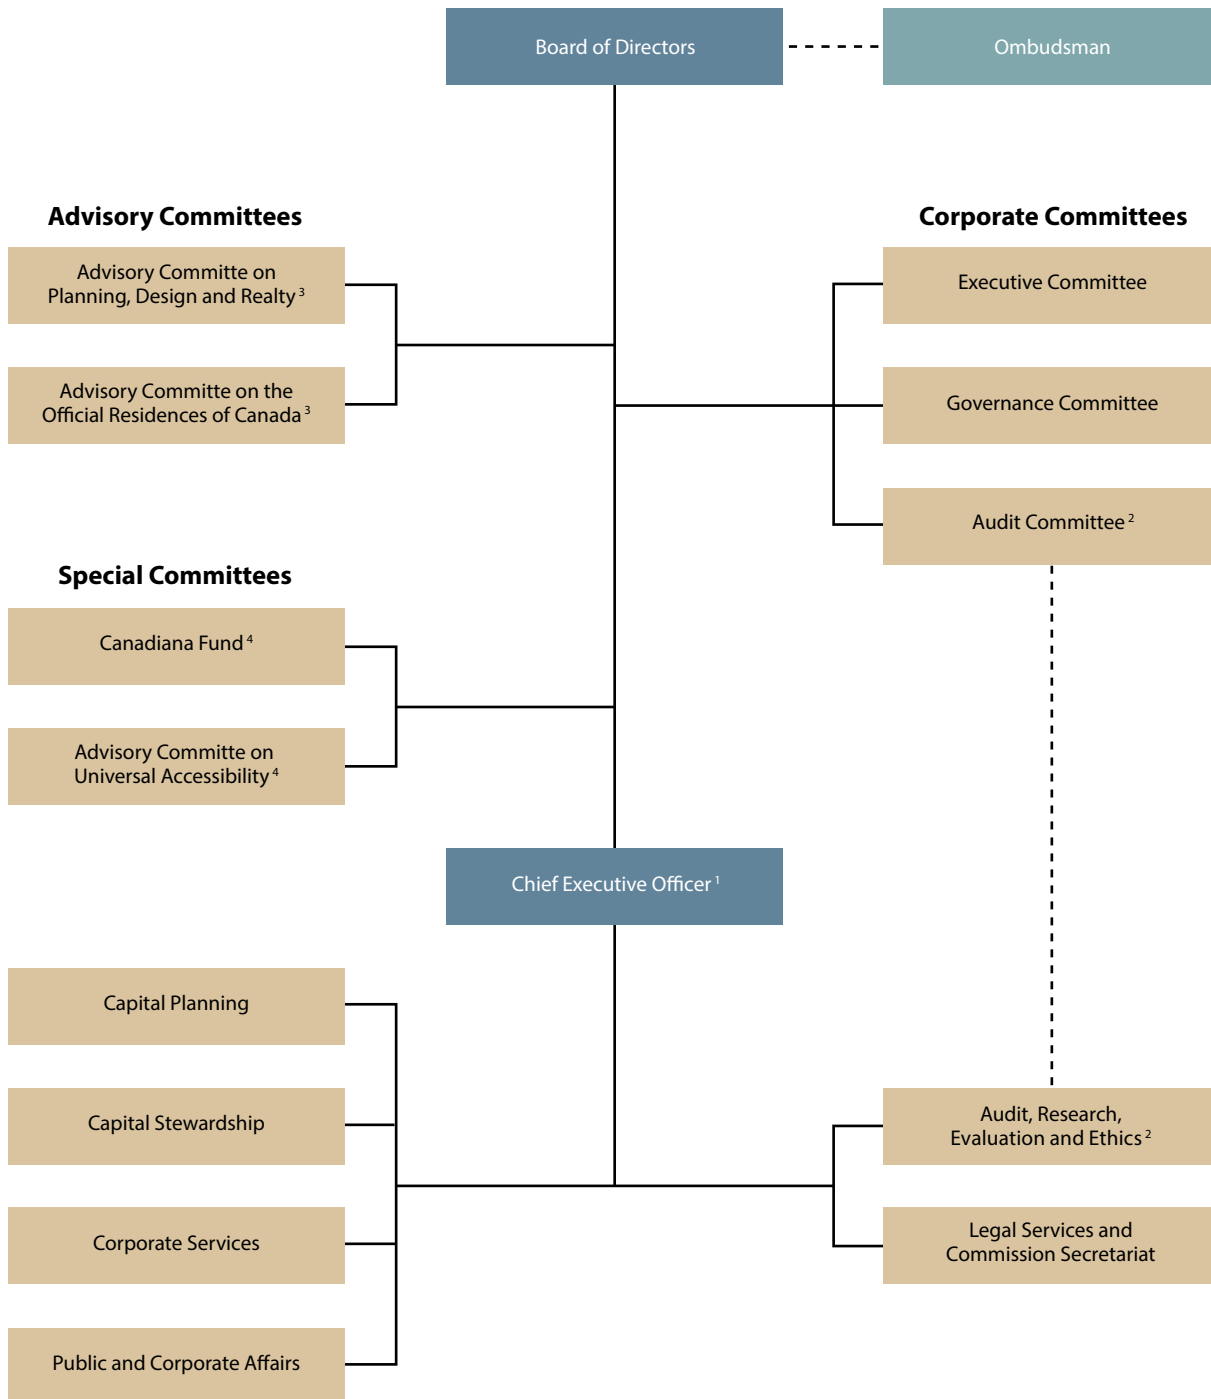 Board of Directors
Ombudsman
Advisory Committees
Advisory Committe on
Planning, Design and Realty 3
Advisory Committe on the
Official Residences of Canada 3
Corporate Committees
Executive Committee
Governance Committee
Audit Committee 2
Special Committees
Canadiana Fund 4
Advisory Committe on
Universal Accessibility 4
Chief Executive Officer 1
Capital Planning
Capital Stewardship
Corporate Services
Public and Corporate Affairs
Audit, Research,
Evaluation and Ethics 2
Legal Services and
Commission Secretariat